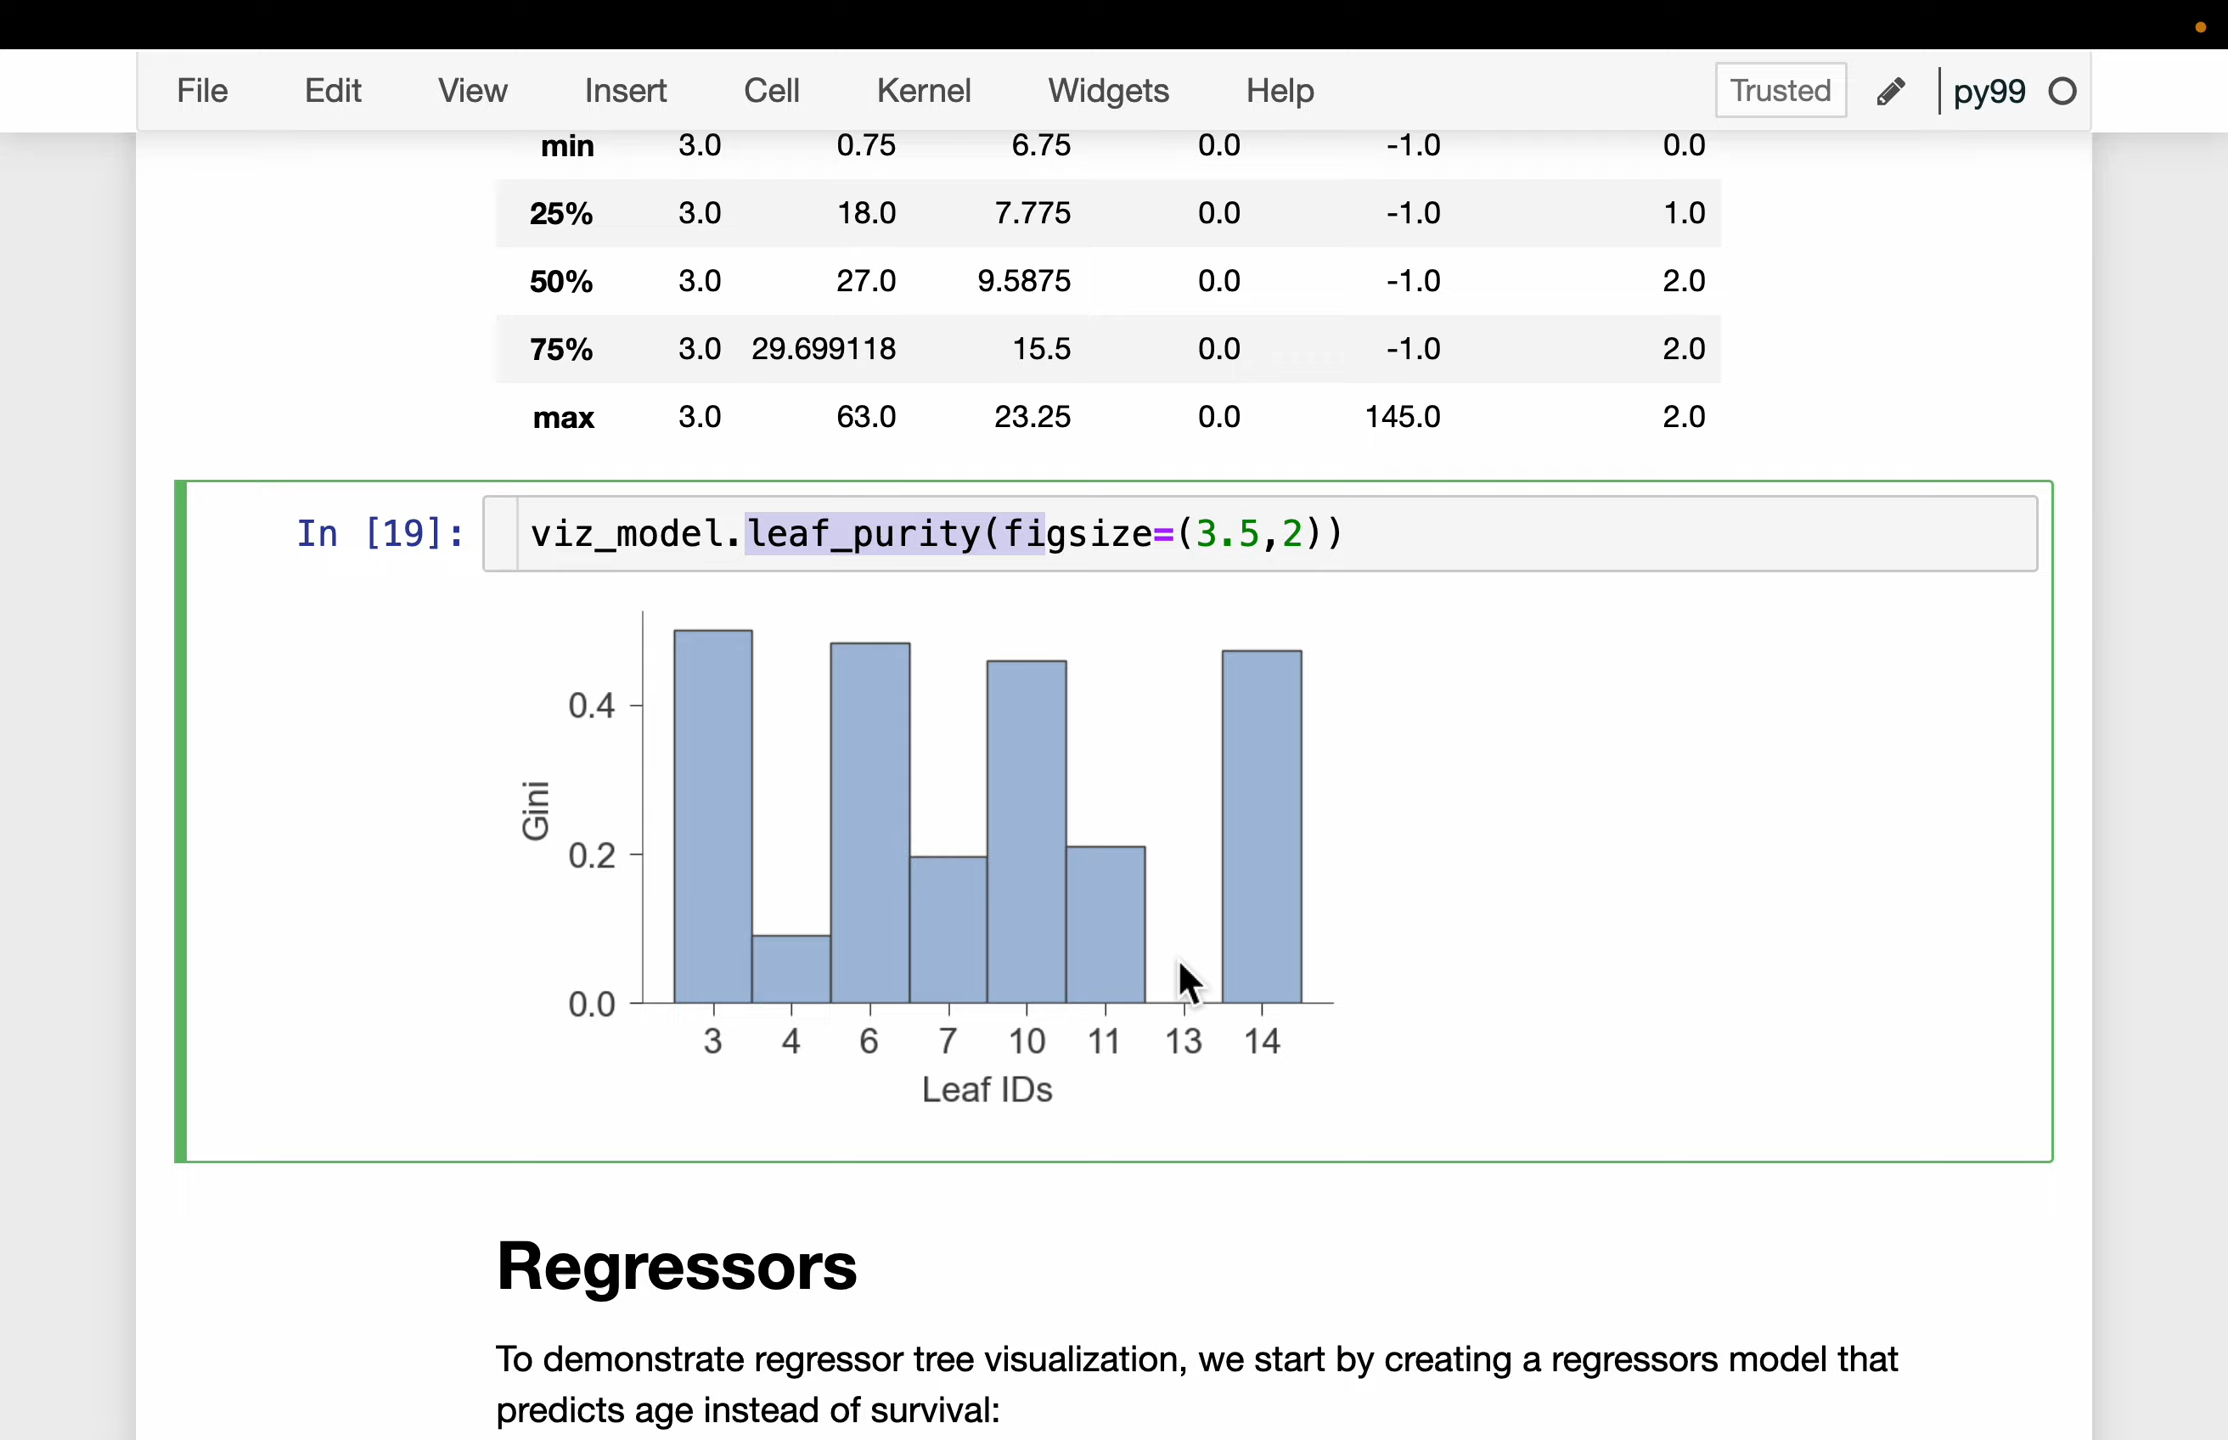 File Edit View Insert Cell Kernel Widgets Help Trusted py99
min 3.0 0.75 6.75 0.0 -1.0 0.0
25% 3.0 18.0 7.775 0.0 -1.0 1.0
50% 3.0 27.0 9.5875 0.0 -1.0 2.0
75% 3.0 29.699118 15.5 0.0 -1.0 2.0
max 3.0 63.0 23.25 0.0 145.0 2.0
In [19]: viz_model.leaf_purity(figsize=(3.5,2))
0.4
Gini
0.2
0.0
3 4 6 7 10 11 13 14
Leaf IDs
Regressors
To demonstrate regressor tree visualization, we start by creating a regressors model that
predicts age instead of survival: